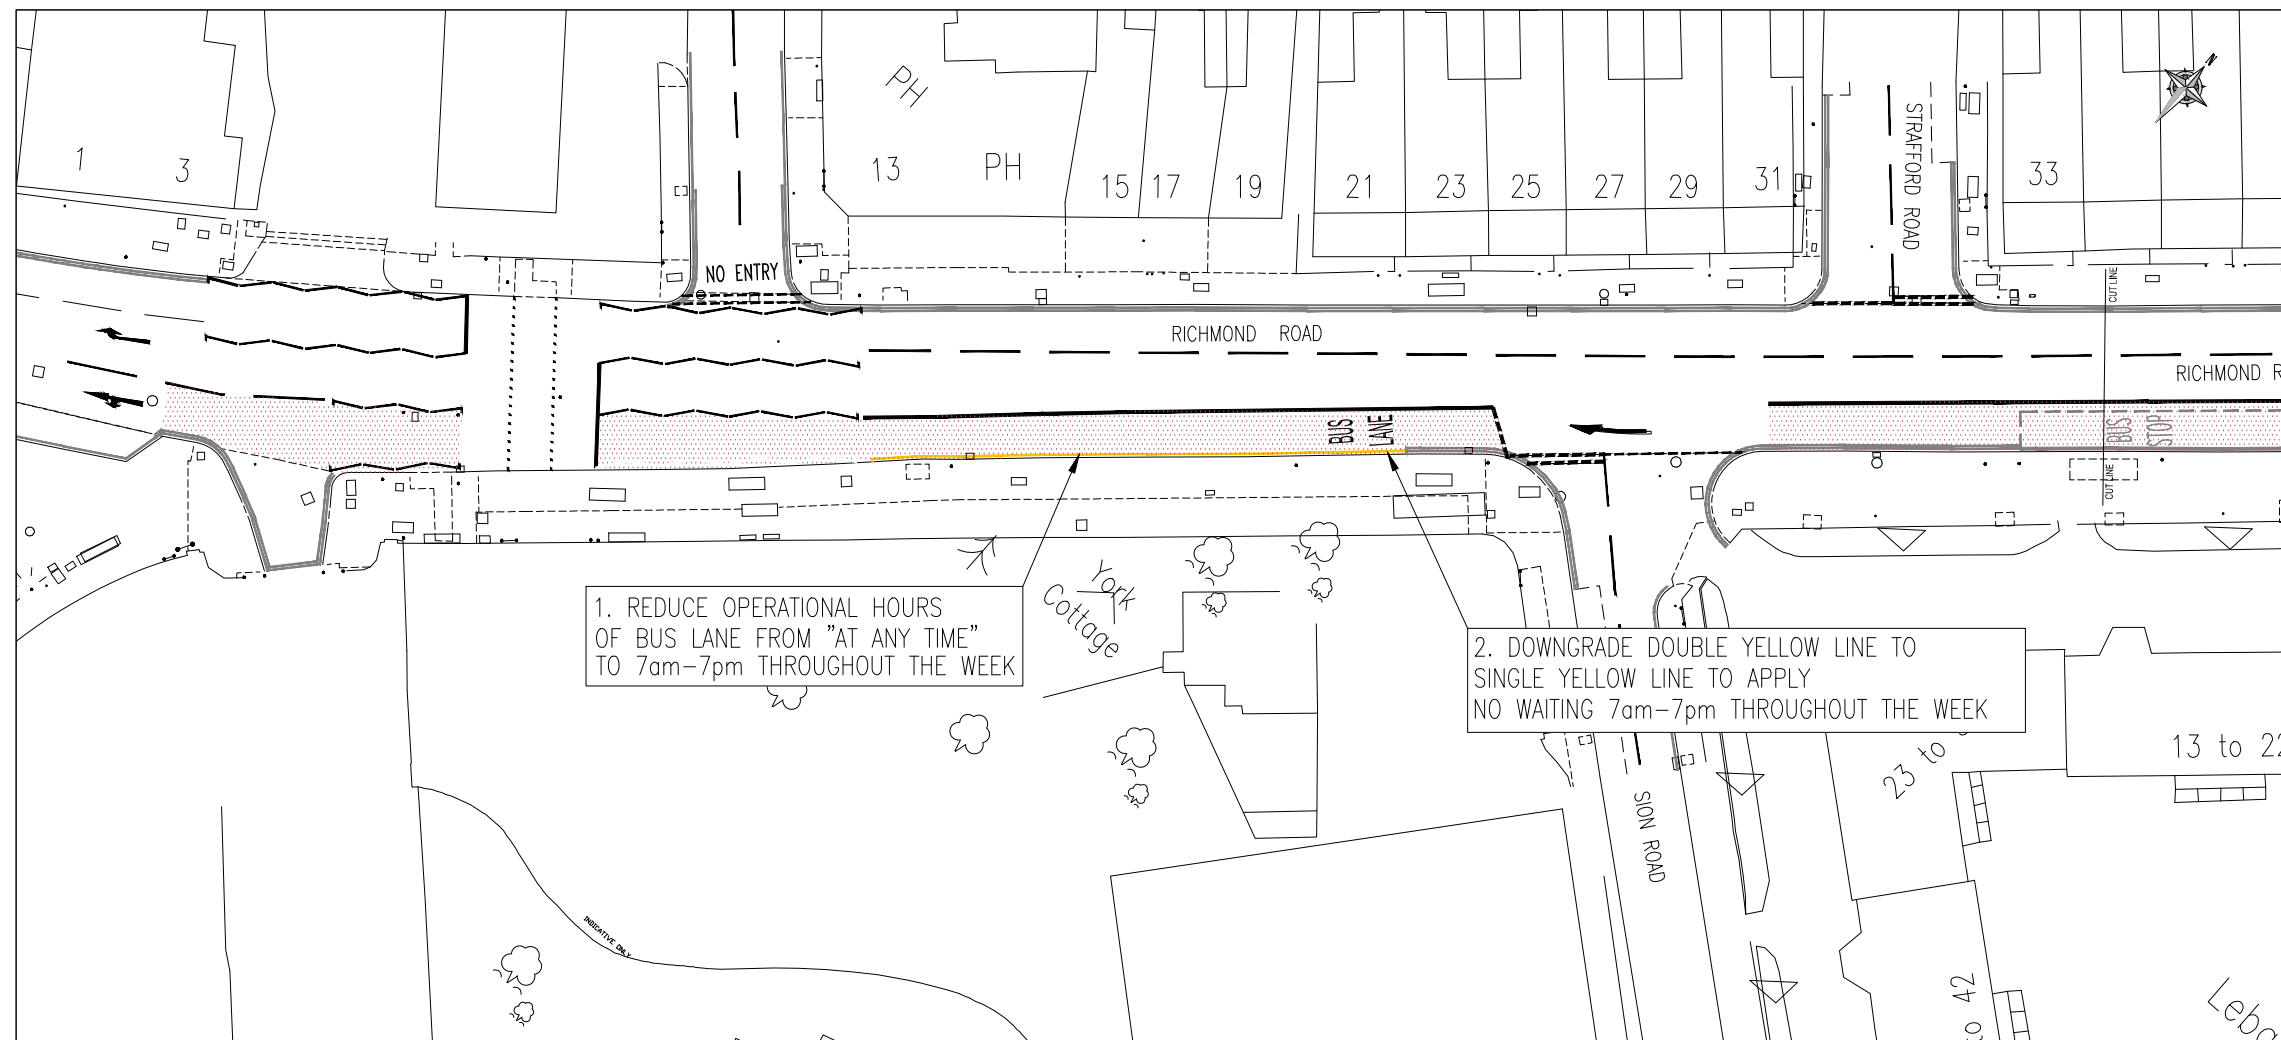 PH
N
1
3
13
PH
15
17
19
21
23
25
27
29
31
STRAFFORD ROAD
33
NO ENTRY
CUT LINE
RICHMOND ROAD
RICHMOND R
BUS
LANE
BUS
STOP
CUT LINE
York
Cottage
1. REDUCE OPERATIONAL HOURS
OF BUS LANE FROM "AT ANY TIME"
TO 7am-7pm THROUGHOUT THE WEEK
2. DOWNGRADE DOUBLE YELLOW LINE TO
SINGLE YELLOW LINE TO APPLY
NO WAITING 7am-7pm THROUGHOUT THE WEEK
23 to
13 to 22
SION ROAD
INDICATIVE ONLY
to 42
Leba